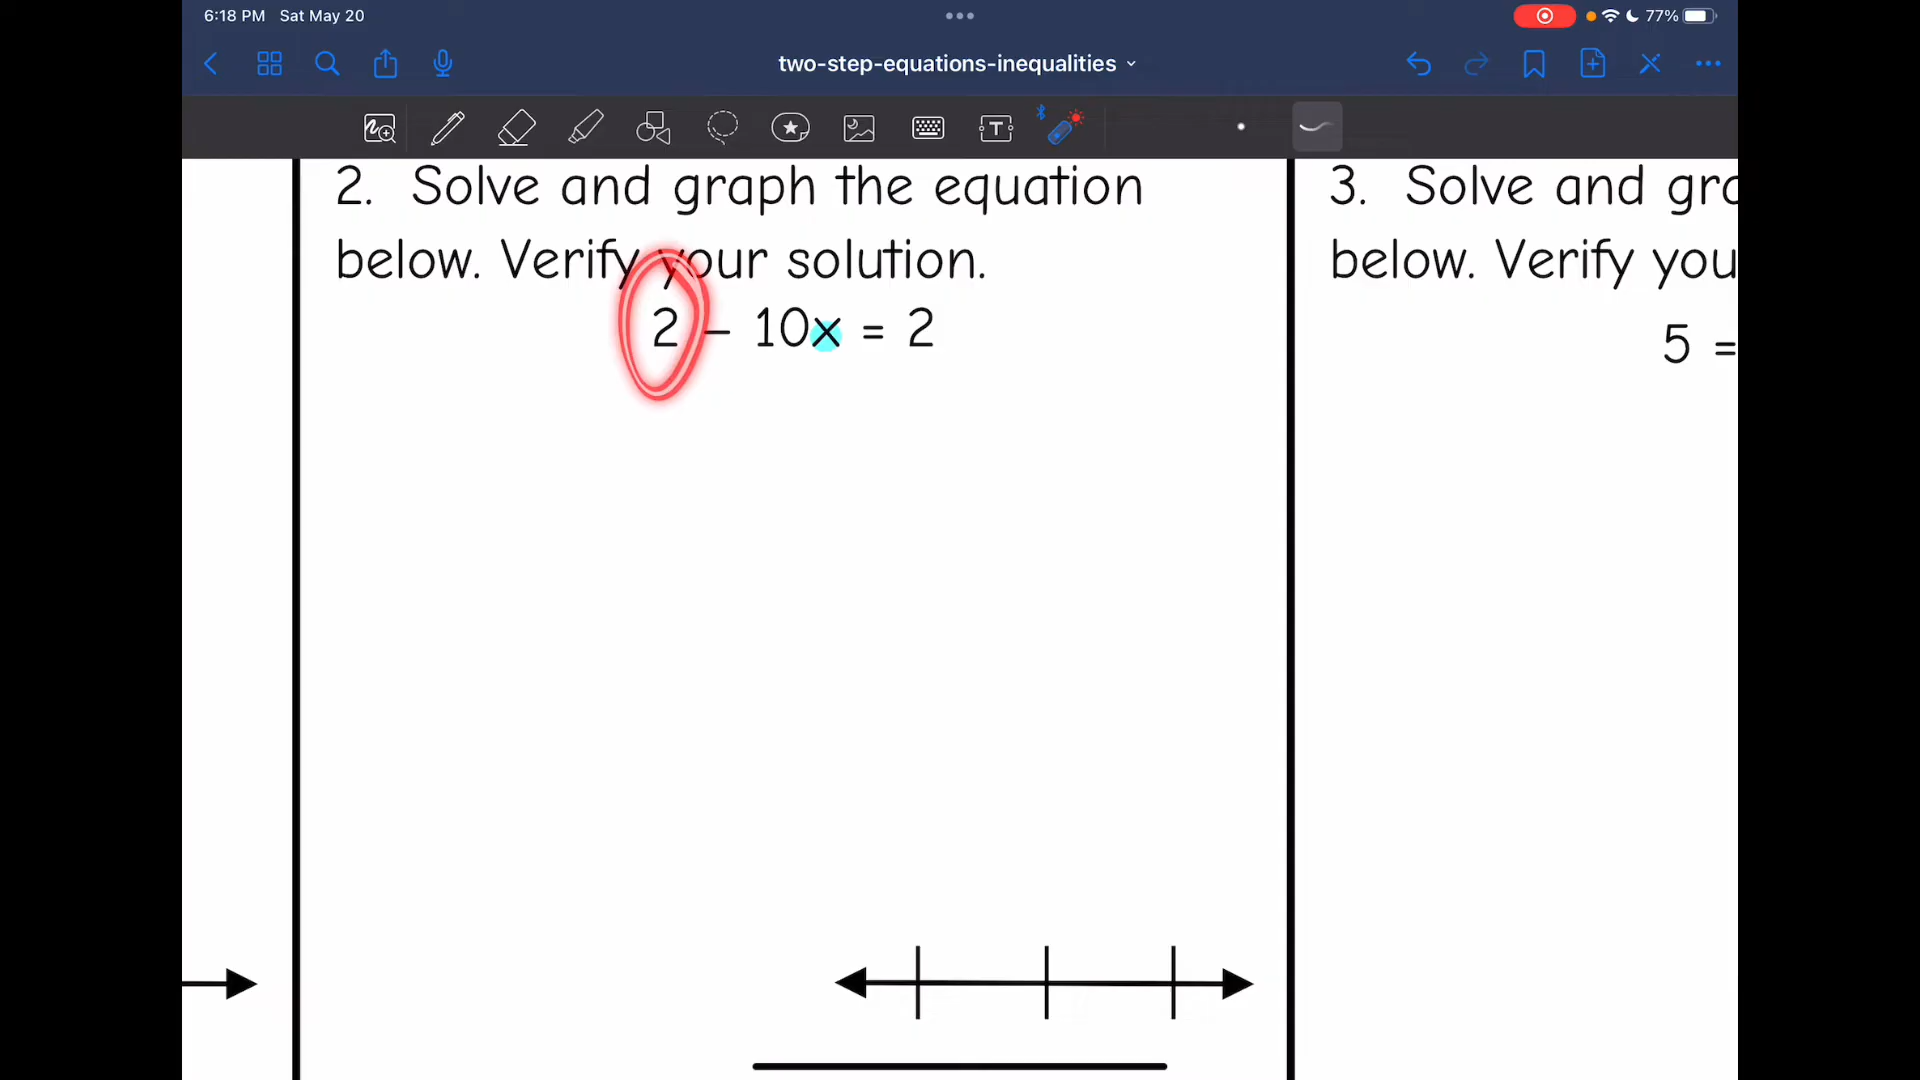 6:18 PM Sat May 20
77%
two-step-equations-inequalities
T
2. Solve and graph the equation
below. Verify your solution.
2 – 10x = 2
3. Solve and gra
below. Verify you
5 =